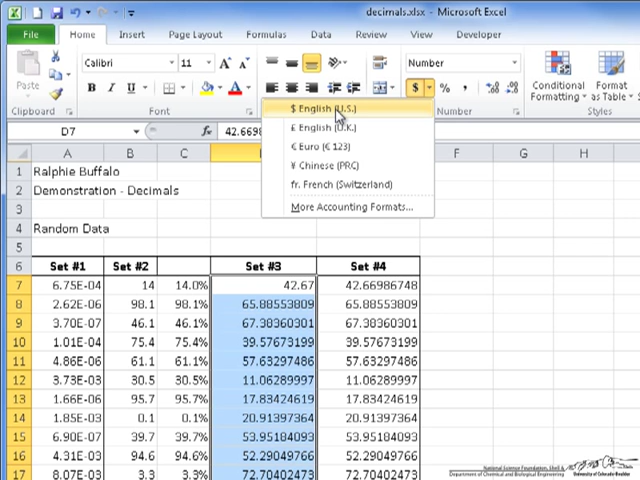 decimals.xlsx - Microsoft Excel
File Home Insert Page Layout Formulas Data Review View Developer
Calibri 11 Number
Paste B I U $ % , Conditional Formatting Format as Table
Clipboard Font Number
D7 fx 42.6698
$ English (U.S.)
£ English (U.K.)
€ Euro (€ 123)
¥ Chinese (PRC)
fr. French (Switzerland)
More Accounting Formats...
A B C F G H
1 Ralphie Buffalo
2 Demonstration - Decimals
3
4 Random Data
5
6 Set #1 Set #2 Set #3 Set #4
7 6.75E-04 14 14.0% 42.67 42.66986748
8 2.62E-06 98.1 98.1% 65.88553809 65.88553809
9 3.70E-07 46.1 46.1% 67.38360301 67.38360301
10 1.01E-04 75.4 75.4% 39.57673199 39.57673199
11 4.86E-06 61.1 61.1% 57.63297486 57.63297486
12 3.73E-03 30.5 30.5% 11.06289997 11.06289997
13 1.66E-06 95.7 95.7% 17.83424619 17.83424619
14 1.85E-03 0.1 0.1% 20.91397364 20.91397364
15 6.90E-07 39.7 39.7% 53.95184093 53.95184093
16 4.31E-03 94.6 94.6% 52.29049766 52.29049766
17 8.07E-03 3.3 3.3% 72.70402473 72.70402473
National Science Foundation, Shell &
Department of Chemical and Biological Engineering University of Colorado Boulder